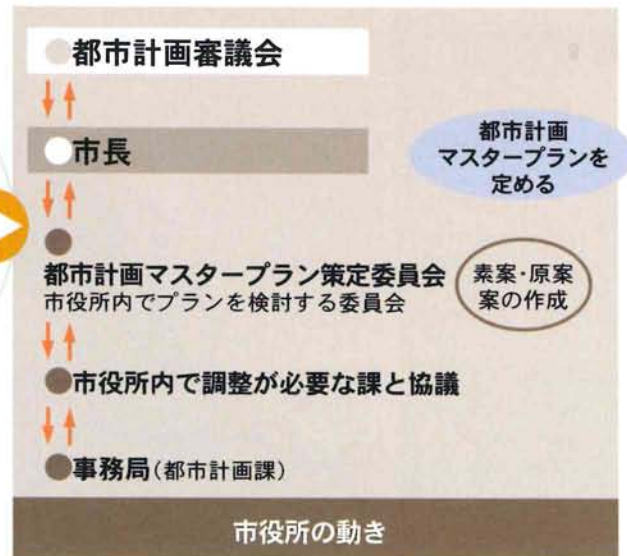 都市計画審議会
市長
都市計画
マスタープランを
定める
都市計画マスタープラン策定委員会
市役所内でプランを検討する委員会
素案・原案
案の作成
市役所内で調整が必要な課と協議
事務局(都市計画課)
市役所の動き